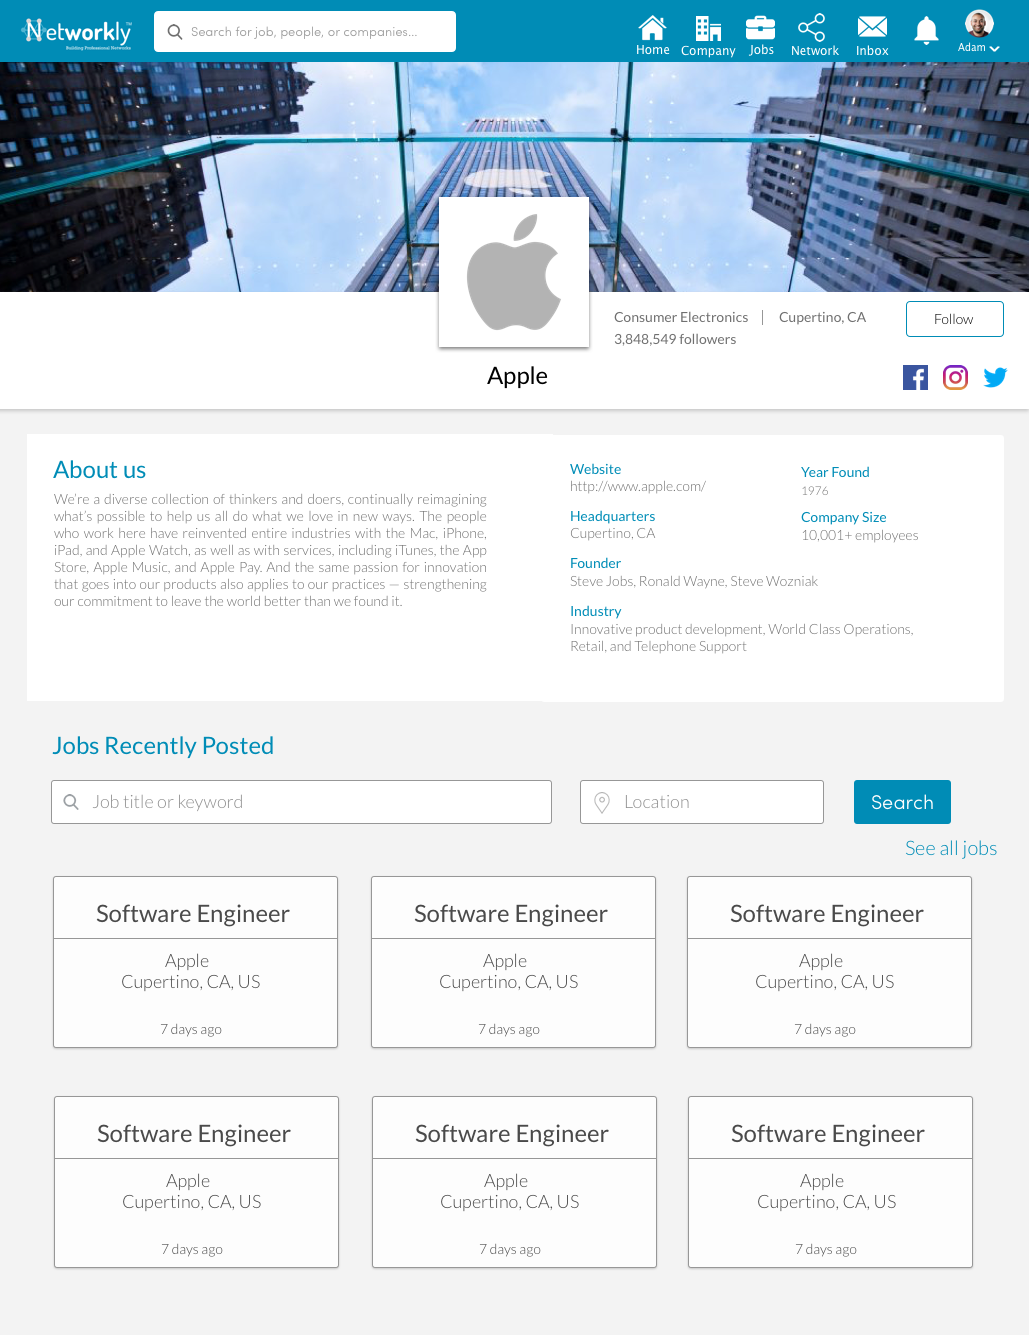 Networkly™
Building Professional Networks
Search for job, people, or companies...
Home
Company
Jobs
Network
Inbox
Adam
Consumer Electronics | Cupertino, CA
3,848,549 followers
Follow
Apple
About us
We're a diverse collection of thinkers and doers, continually reimagining
what's possible to help us all do what we love in new ways. The people
who work here have reinvented entire industries with the Mac, iPhone,
iPad, and Apple Watch, as well as with services, including iTunes, the App
Store, Apple Music, and Apple Pay. And the same passion for innovation
that goes into our products also applies to our practices — strengthening
our commitment to leave the world better than we found it.
Website
http://www.apple.com/
Headquarters
Cupertino, CA
Founder
Steve Jobs, Ronald Wayne, Steve Wozniak
Industry
Innovative product development, World Class Operations,
Retail, and Telephone Support
Year Found
1976
Company Size
10,001+ employees
Jobs Recently Posted
Job title or keyword
Location
Search
See all jobs
Software Engineer
Apple
Cupertino, CA, US
7 days ago
Software Engineer
Apple
Cupertino, CA, US
7 days ago
Software Engineer
Apple
Cupertino, CA, US
7 days ago
Software Engineer
Apple
Cupertino, CA, US
7 days ago
Software Engineer
Apple
Cupertino, CA, US
7 days ago
Software Engineer
Apple
Cupertino, CA, US
7 days ago